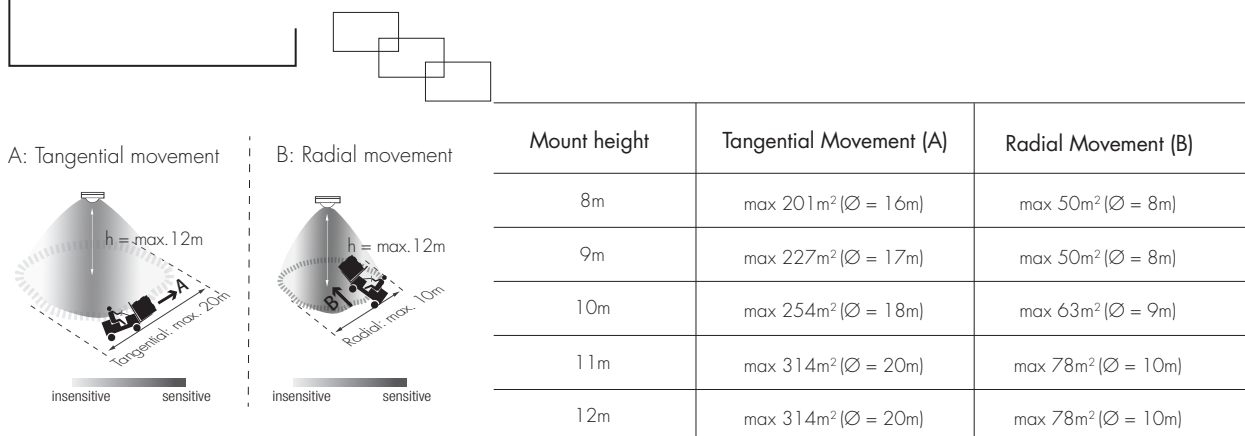 A: Tangential movement
h = max.12m
A
Tangential: max. 20m
insensitive sensitive
B: Radial movement
h = max.12m
B
Radial: max. 10m
insensitive sensitive
Mount height Tangential Movement (A) Radial Movement (B)
8m max 201m² (Ø = 16m) max 50m² (Ø = 8m)
9m max 227m² (Ø = 17m) max 50m² (Ø = 8m)
10m max 254m² (Ø = 18m) max 63m² (Ø = 9m)
11m max 314m² (Ø = 20m) max 78m² (Ø = 10m)
12m max 314m² (Ø = 20m) max 78m² (Ø = 10m)